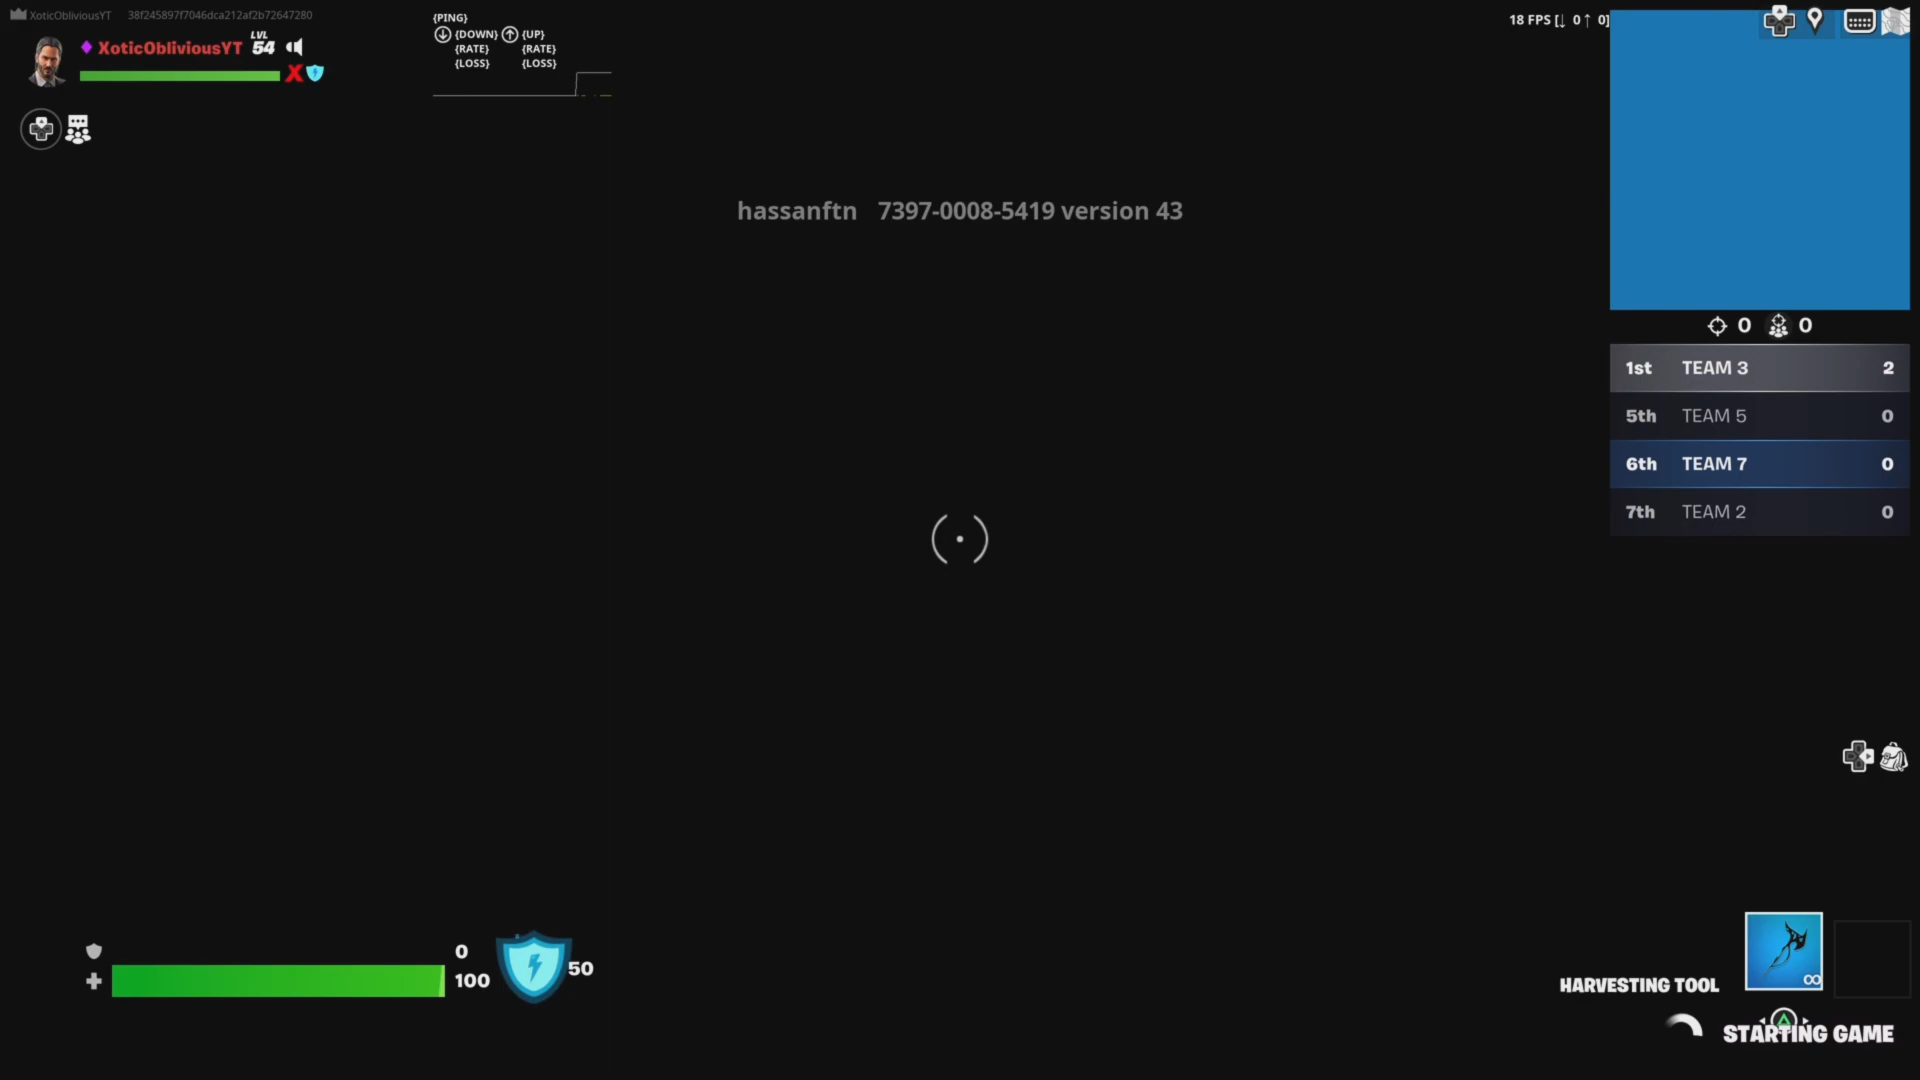 XoticObliviousYT 38f245897f7046dca212af2b72647280
XoticObliviousYT LVL 54
X
{PING}
{DOWN} {UP}
{RATE} {RATE}
{LOSS} {LOSS}
18 FPS [↓ 0↑ 0]
hassanftn 7397-0008-5419 version 43
0 0
1st TEAM 3 2
5th TEAM 5 0
6th TEAM 7 0
7th TEAM 2 0
0
100
50
∞
HARVESTING TOOL
STARTING GAME